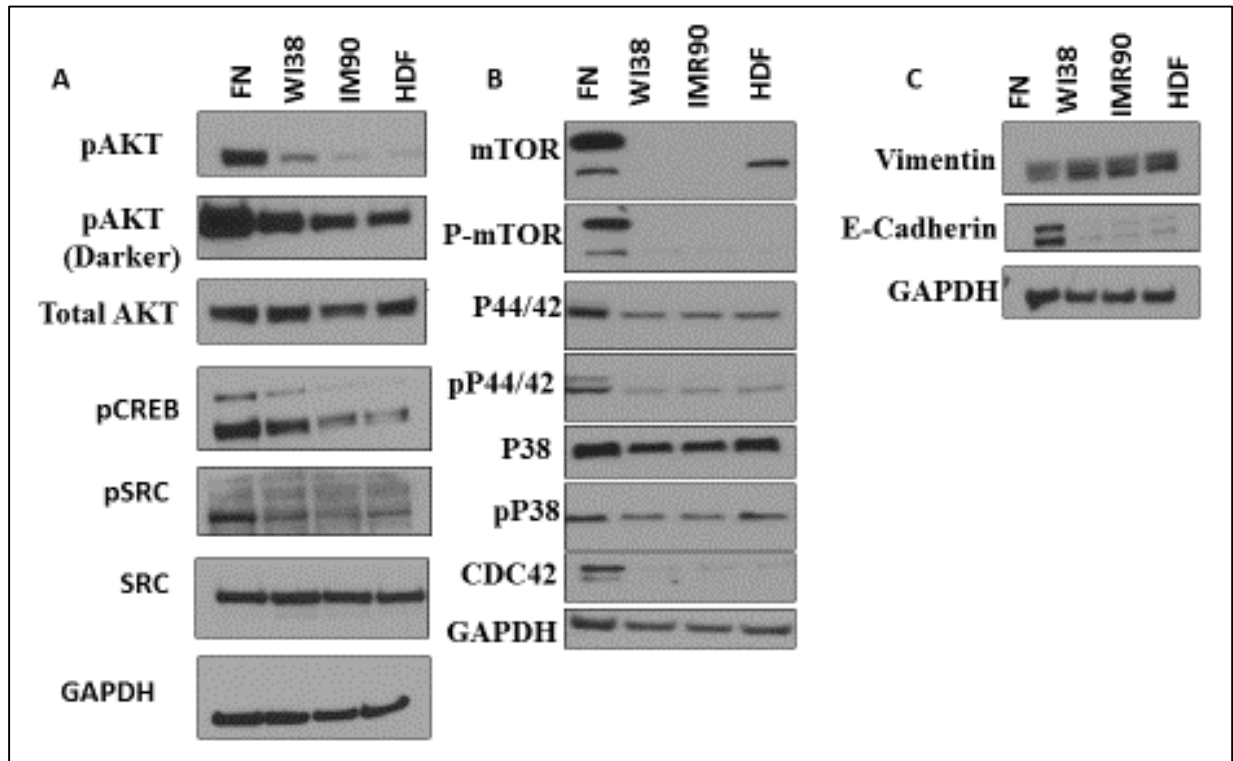 A
FN WI38 IM90 HDF
pAKT
pAKT
(Darker)
Total AKT
pCREB
pSRC
SRC
GAPDH
B
FN WI38 IMR90 HDF
mTOR
P-mTOR
P44/42
pP44/42
P38
pP38
CDC42
GAPDH
C
FN WI38 IMR90 HDF
Vimentin
E-Cadherin
GAPDH